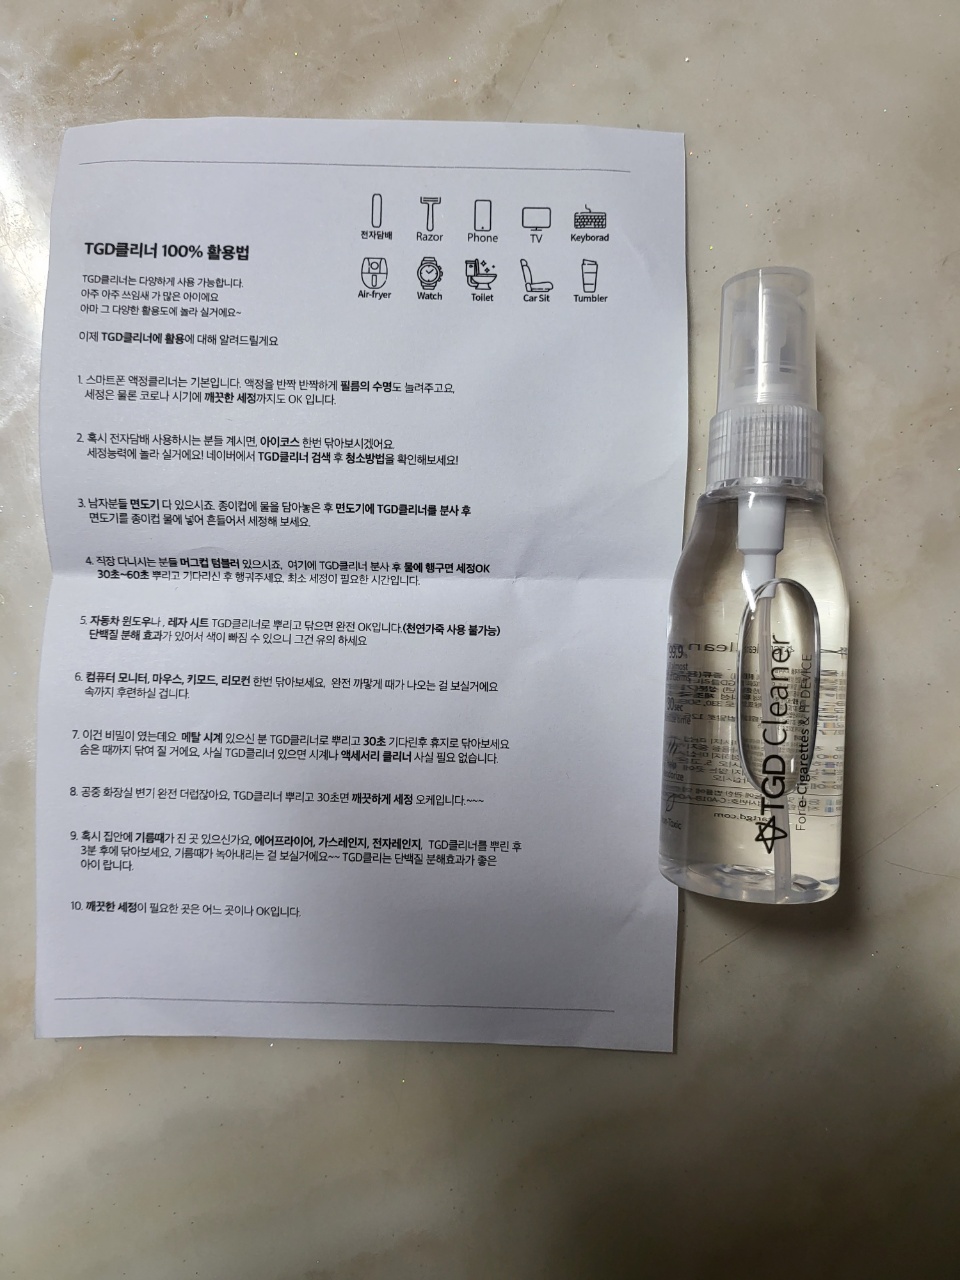 전자담배 Razor Phone TV Keyborad
Air-fryer Watch Toilet Car Sit Tumbler
TGD클리너 100% 활용법
TGD클리너는 다양하게 사용 가능합니다.
아주 아주 쓰임새 가 많은 아이에요
아마 그 다양한 활용도에 놀라 실거에요~
이제 TGD클리너에 활용에 대해 알려드릴게요
1. 스마트폰 액정클리너는 기본입니다. 액정을 반짝 반짝하게 필름의 수명도 늘려주고요,
세정은 물론 코로나 시기에 깨끗한 세정까지도 OK 입니다.
2. 혹시 전자담배 사용하시는 분들 계시면, 아이코스 한번 닦아보시겠어요
세정능력에 놀라 실거에요! 네이버에서 TGD클리너 검색 후 청소방법을 확인해보세요!
3. 남자분들 면도기 다 있으시죠. 종이컵에 물을 담아놓은 후 면도기에 TGD클리너를 분사 후
면도기를 종이컵 물에 넣어 흔들어서 세정해 보세요.
4. 직장 다니시는 분들 머그컵 텀블러 있으시죠, 여기에 TGD클리너 분사 후 물에 헹구면 세정OK
30초~60초 뿌리고 기다리신 후 헹궈주세요. 최소 세정이 필요한 시간입니다.
5. 자동차 윈도우나 , 레자 시트 TGD클리너로 뿌리고 닦으면 완전 OK입니다.(천연가죽 사용 불가능)
단백질 분해 효과가 있어서 색이 빠짐 수 있으니 그건 유의 하세요
6. 컴퓨터 모니터, 마우스, 키모드, 리모컨 한번 닦아보세요, 완전 까맣게 때가 나오는 걸 보실거에요
속까지 후련하실 겁니다.
7. 이건 비밀이 였는데요. 메탈 시계 있으신 분 TGD클리너로 뿌리고 30초 기다린후 휴지로 닦아보세요
숨은 때까지 닦여 질 거에요, 사실 TGD클리너 있으면 시계나 액세서리 클리너 사실 필요 없습니다.
8. 공중 화장실 변기 완전 더럽잖아요, TGD클리너 뿌리고 30초면 깨끗하게 세정 오케입니다.~~~
9. 혹시 집안에 기름때가 진 곳 있으신가요, 에어프라이어, 가스레인지, 전자레인지, TGD클리너를 뿌린 후
3분 후에 닦아보세요, 기름때가 녹아내리는 걸 보실거에요~~ TGD클리는 단백질 분해효과가 좋은
아이 랍니다.
10. 깨끗한 세정이 필요한 곳은 어느 곳이나 OK입니다.
TGD Cleaner
For e-Cigarettes & IT DEVICE
99.9%